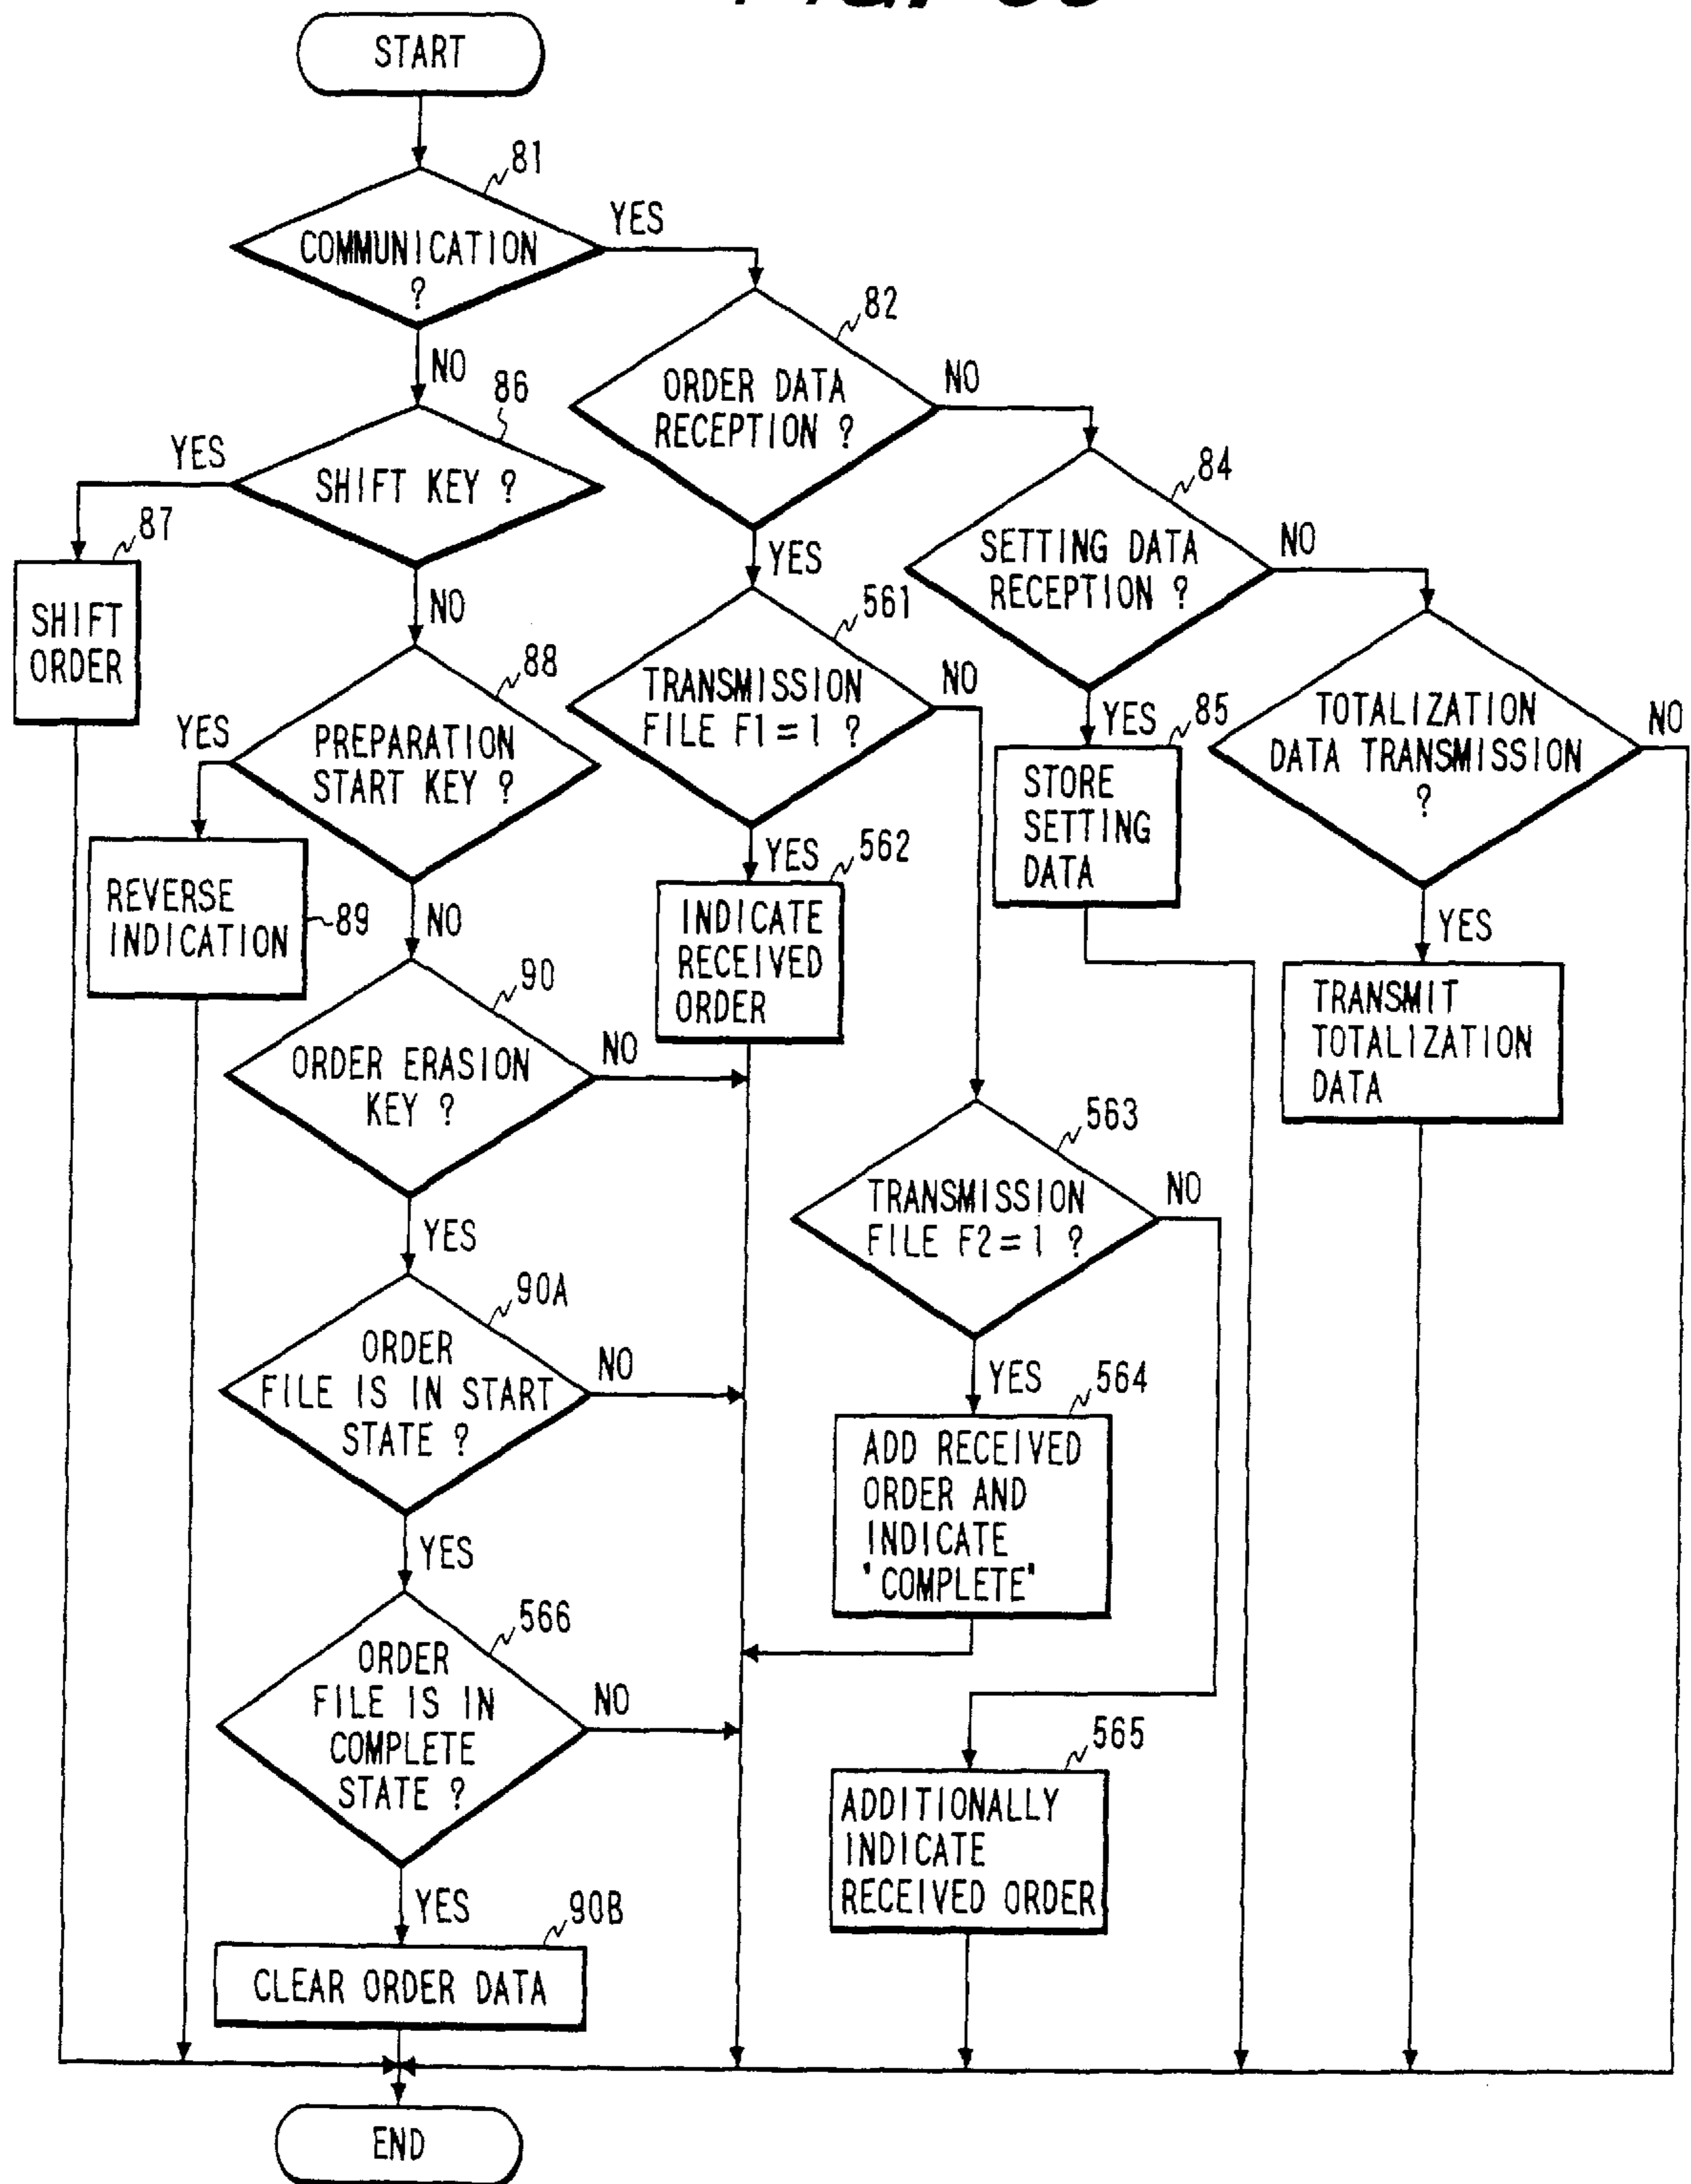 START
81
COMMUNICATION
?
YES
NO
82
ORDER DATA
RECEPTION ?
NO
YES
86
SHIFT KEY ?
YES
NO
87
SHIFT
ORDER
84
SETTING DATA
RECEPTION ?
NO
YES
561
TRANSMISSION
FILE F1 = 1 ?
NO
YES
88
PREPARATION
START KEY ?
YES
NO
85
STORE
SETTING
DATA
TOTALIZATION
DATA TRANSMISSION
?
NO
YES
89
REVERSE
INDICATION
562
INDICATE
RECEIVED
ORDER
90
ORDER ERASION
KEY ?
NO
YES
TRANSMIT
TOTALIZATION
DATA
563
TRANSMISSION
FILE F2 = 1 ?
NO
YES
90A
ORDER
FILE IS IN START
STATE ?
NO
YES
564
ADD RECEIVED
ORDER AND
INDICATE
"COMPLETE"
566
ORDER
FILE IS IN
COMPLETE
STATE ?
NO
YES
565
ADDITIONALLY
INDICATE
RECEIVED ORDER
90B
CLEAR ORDER DATA
END